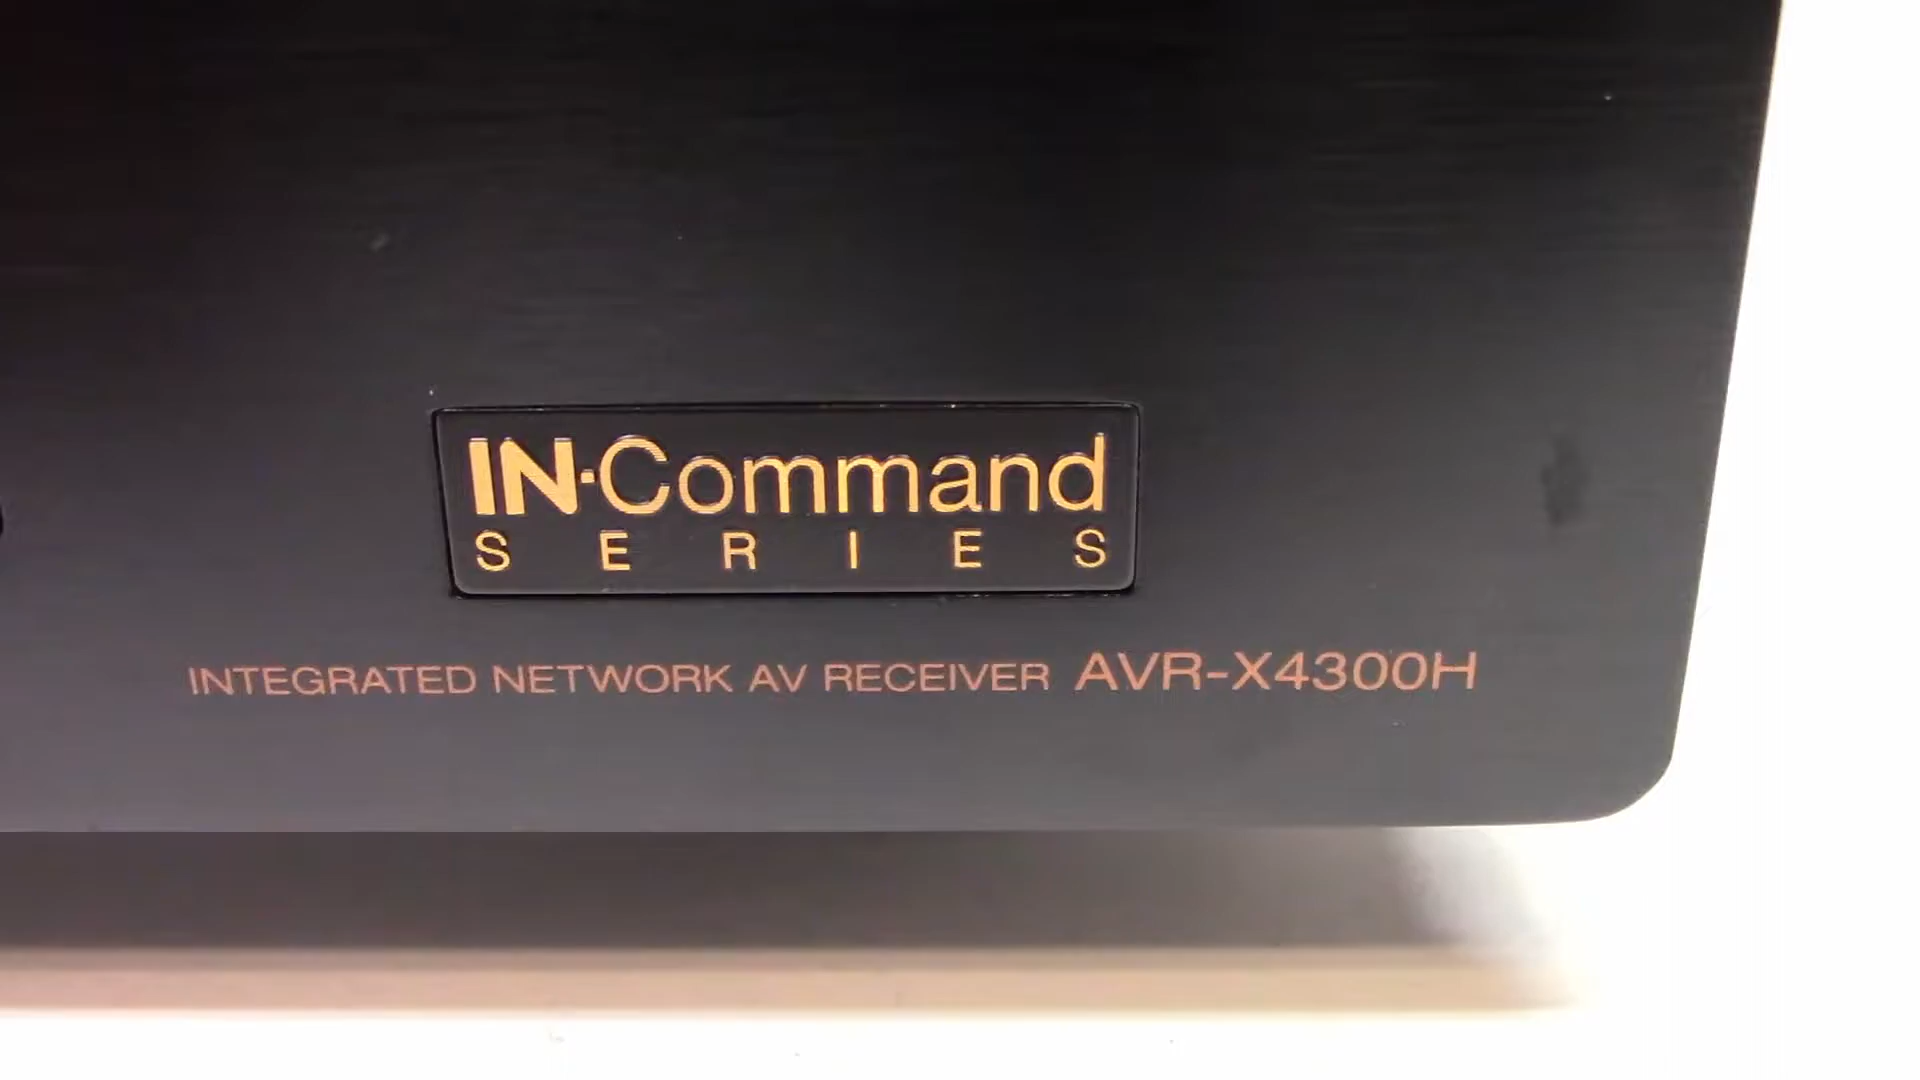 IN·Command
SERIES
INTEGRATED NETWORK AV RECEIVER AVR-X4300H